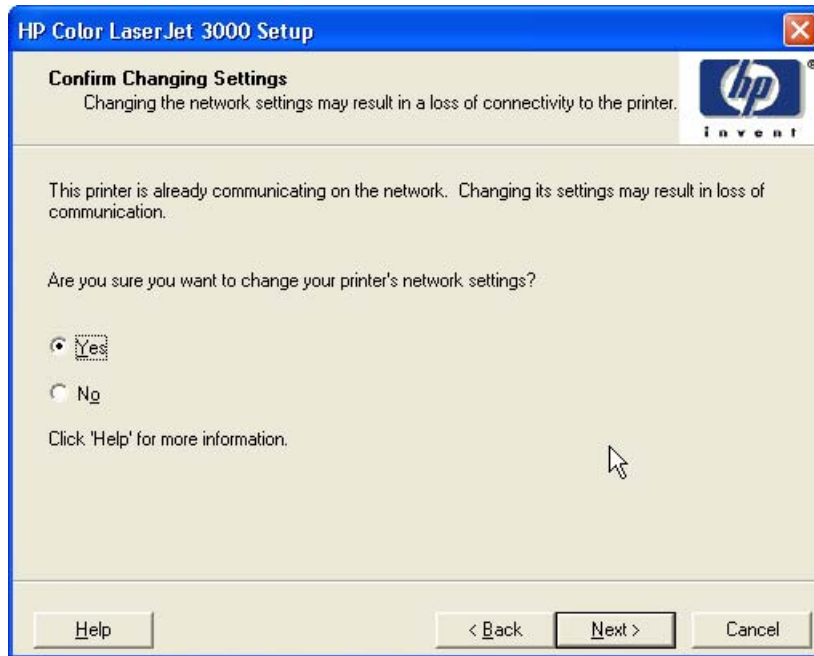 HP Color LaserJet 3000 Setup
Confirm Changing Settings
Changing the network settings may result in a loss of connectivity to the printer.
hp
®
invent
This printer is already communicating on the network. Changing its settings may result in loss of
communication.
Are you sure you want to change your printer's network settings?
Yes
No
Click 'Help' for more information.
Help
< Back
Next >
Cancel